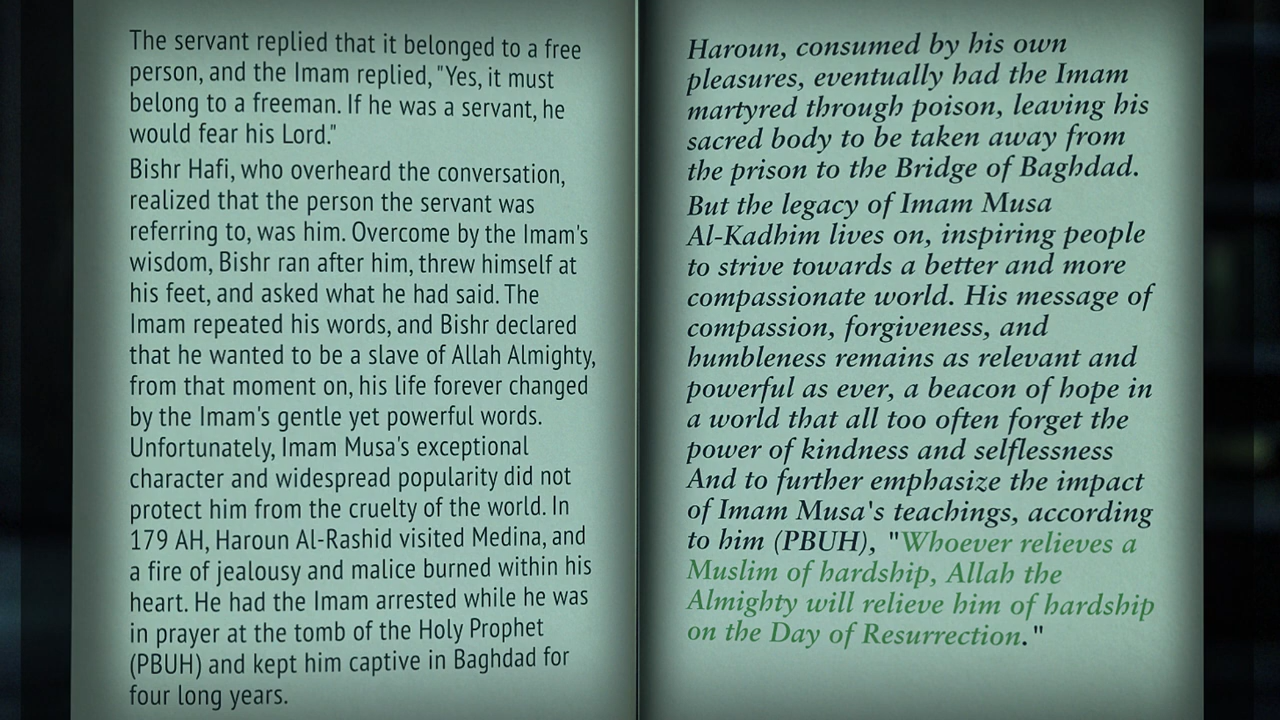 The servant replied that it belonged to a free
person, and the Imam replied, "Yes, it must
belong to a freeman. If he was a servant, he
would fear his Lord."
Bishr Hafi, who overheard the conversation,
realized that the person the servant was
referring to, was him. Overcome by the Imam's
wisdom, Bishr ran after him, threw himself at
his feet, and asked what he had said. The
Imam repeated his words, and Bishr declared
that he wanted to be a slave of Allah Almighty,
from that moment on, his life forever changed
by the Imam's gentle yet powerful words.
Unfortunately, Imam Musa's exceptional
character and widespread popularity did not
protect him from the cruelty of the world. In
179 AH, Haroun Al-Rashid visited Medina, and
a fire of jealousy and malice burned within his
heart. He had the Imam arrested while he was
in prayer at the tomb of the Holy Prophet
(PBUH) and kept him captive in Baghdad for
four long years.
Haroun, consumed by his own
pleasures, eventually had the Imam
martyred through poison, leaving his
sacred body to be taken away from
the prison to the Bridge of Baghdad.
But the legacy of Imam Musa
Al-Kadhim lives on, inspiring people
to strive towards a better and more
compassionate world. His message of
compassion, forgiveness, and
humbleness remains as relevant and
powerful as ever, a beacon of hope in
a world that all too often forget the
power of kindness and selflessness
And to further emphasize the impact
of Imam Musa's teachings, according
to him (PBUH), "Whoever relieves a
Muslim of hardship, Allah the
Almighty will relieve him of hardship
on the Day of Resurrection."